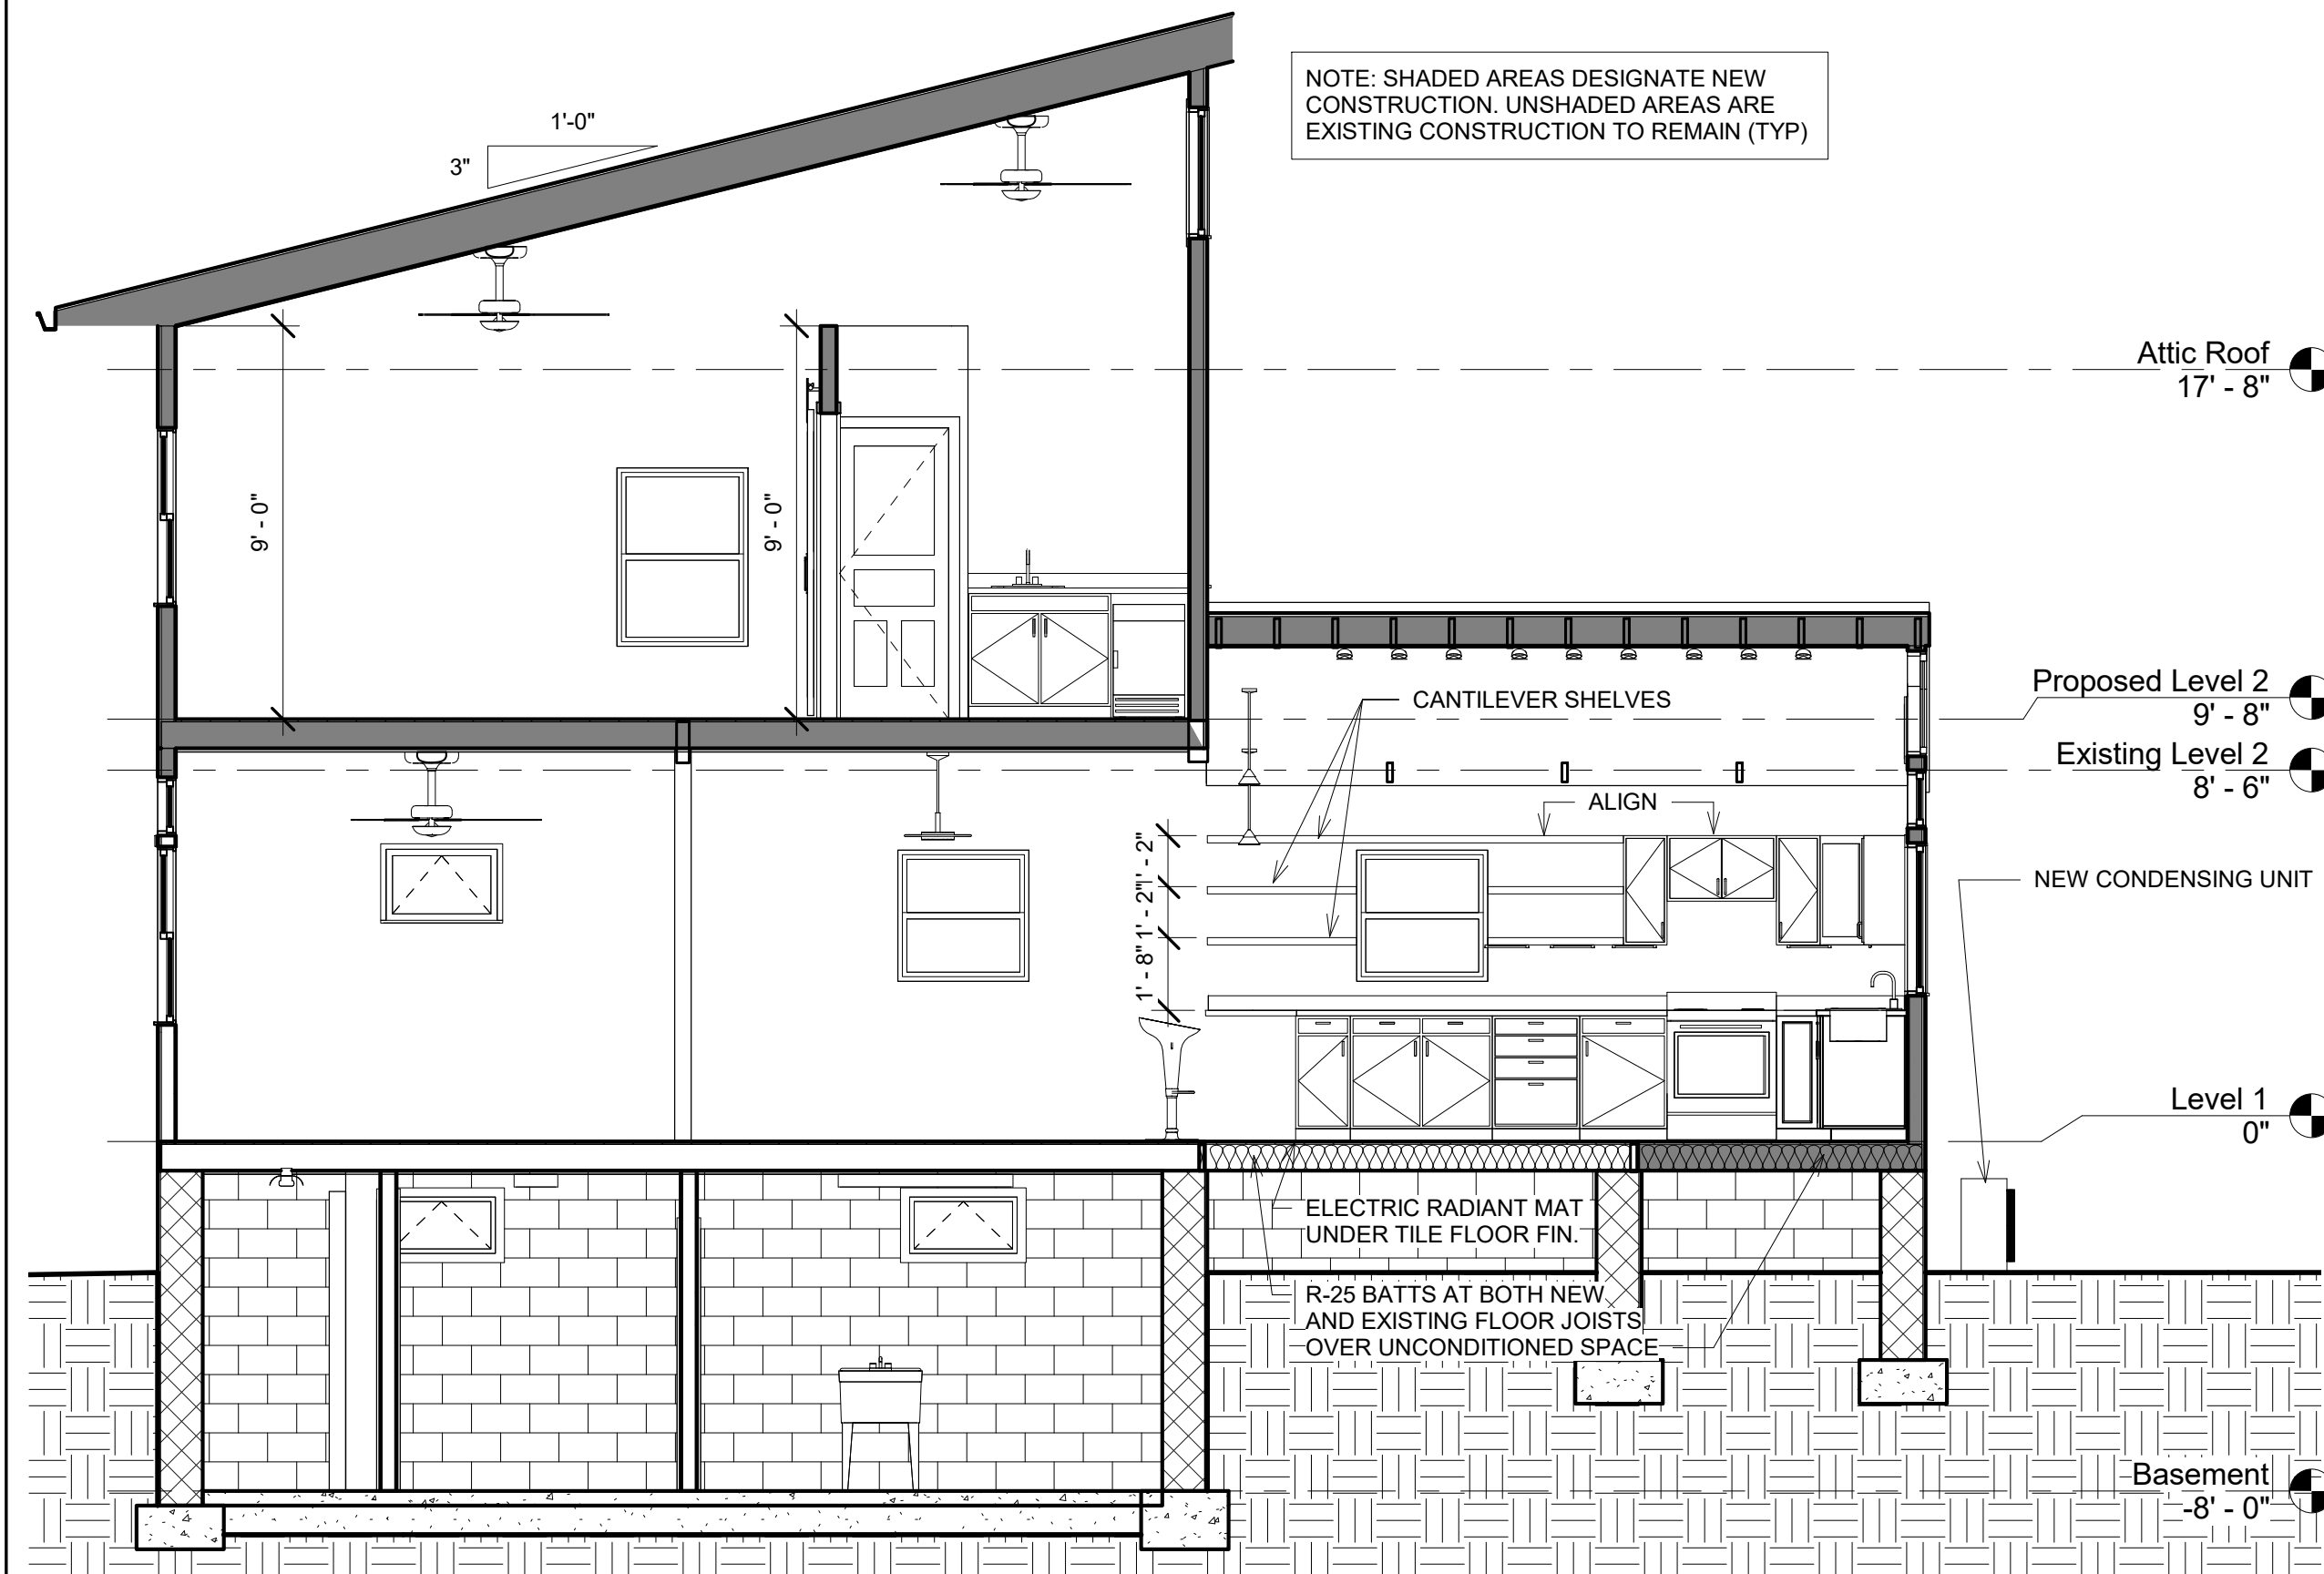 NOTE: SHADED AREAS DESIGNATE NEW
CONSTRUCTION. UNSHADED AREAS ARE
EXISTING CONSTRUCTION TO REMAIN (TYP)
1'-0"
3"
Attic Roof
17' - 8"
9' - 0"
9' - 0"
CANTILEVER SHELVES
Proposed Level 2
9' - 8"
Existing Level 2
8' - 6"
ALIGN
1' - 2"
1' - 2"
1' - 8"
NEW CONDENSING UNIT
Level 1
0"
ELECTRIC RADIANT MAT
UNDER TILE FLOOR FIN.
R-25 BATTS AT BOTH NEW
AND EXISTING FLOOR JOISTS
OVER UNCONDITIONED SPACE
Basement
-8' - 0"